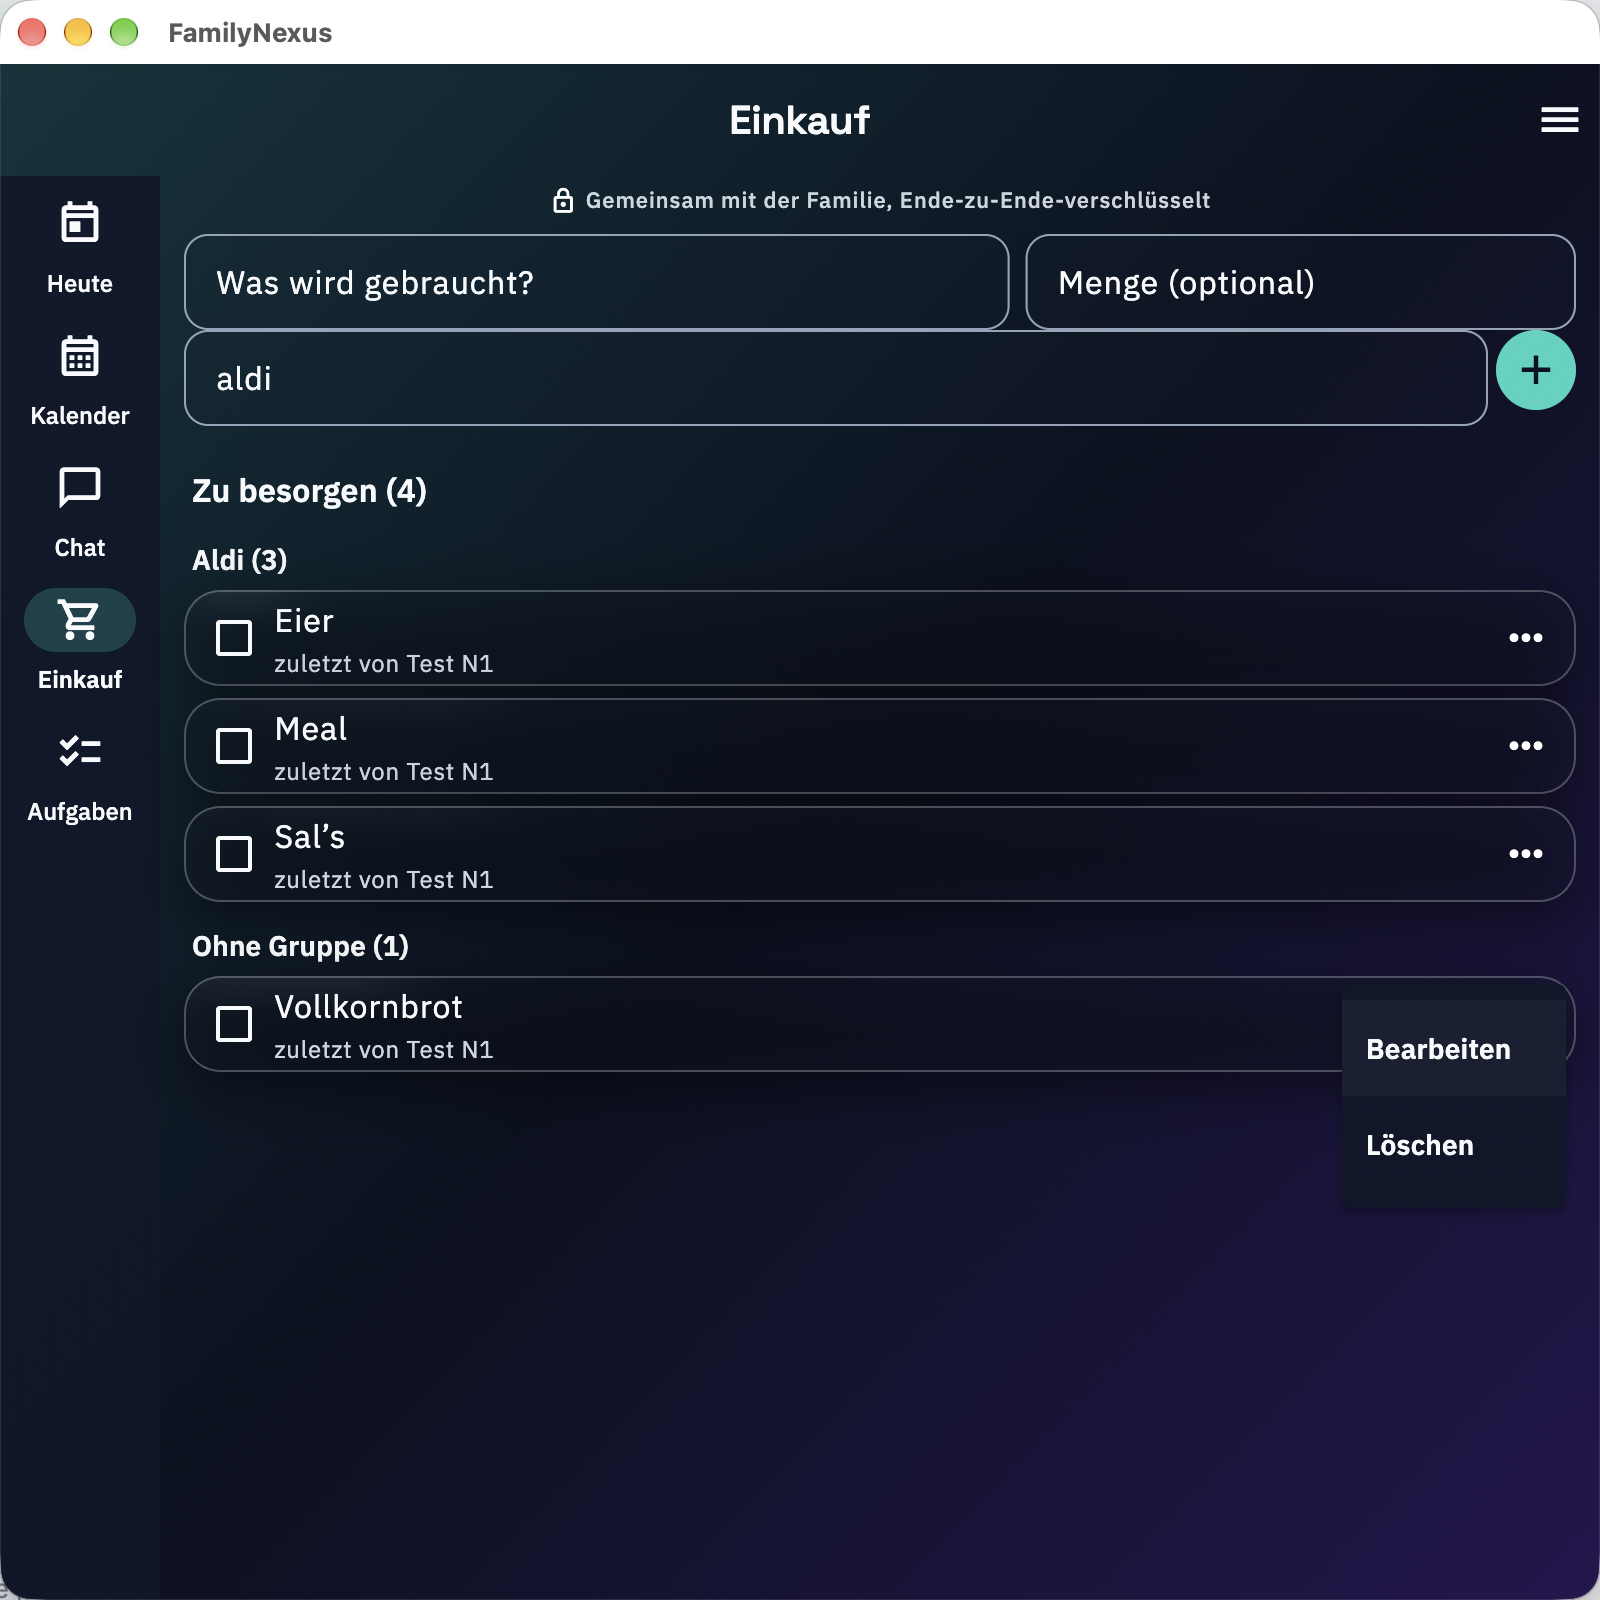 FamilyNexus
Einkauf
Gemeinsam mit der Familie, Ende-zu-Ende-verschlüsselt
Was wird gebraucht?
Menge (optional)
aldi
Heute
Kalender
Chat
Einkauf
Aufgaben
Zu besorgen (4)
Aldi (3)
Eier
zuletzt von Test N1
Meal
zuletzt von Test N1
Sal’s
zuletzt von Test N1
Ohne Gruppe (1)
Vollkornbrot
zuletzt von Test N1
Bearbeiten
Löschen